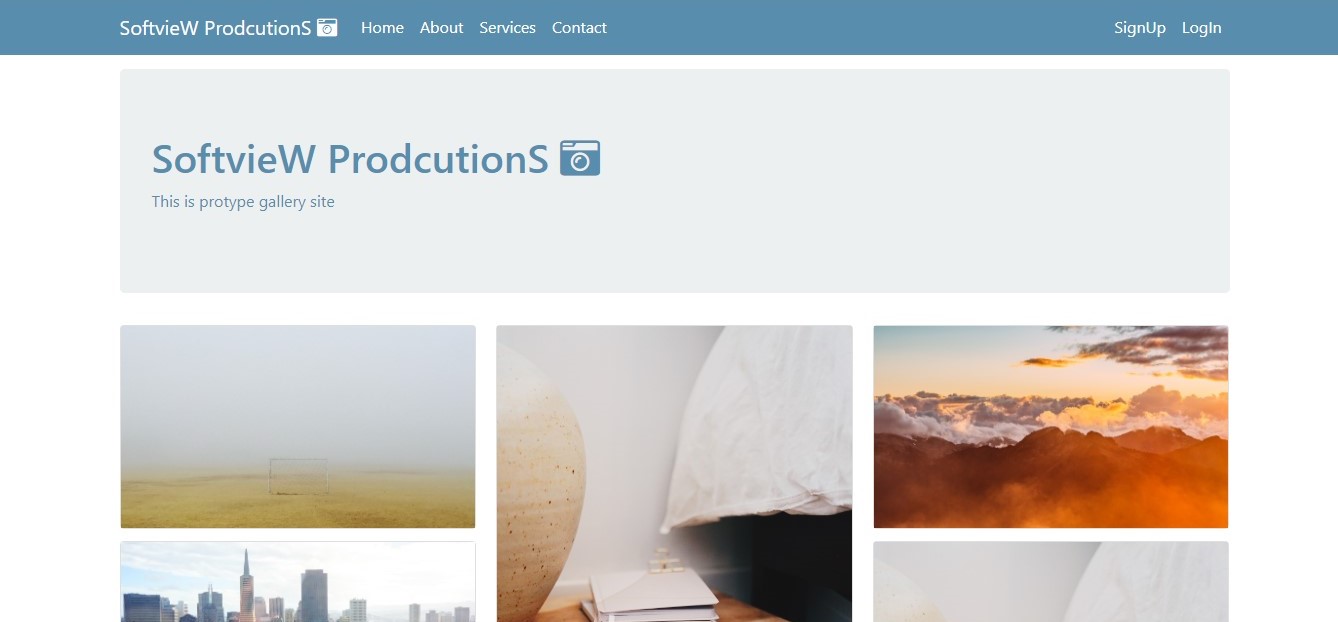 SoftvieW ProdcutionS Home About Services Contact SignUp LogIn
SoftvieW ProdcutionS
This is protype gallery site